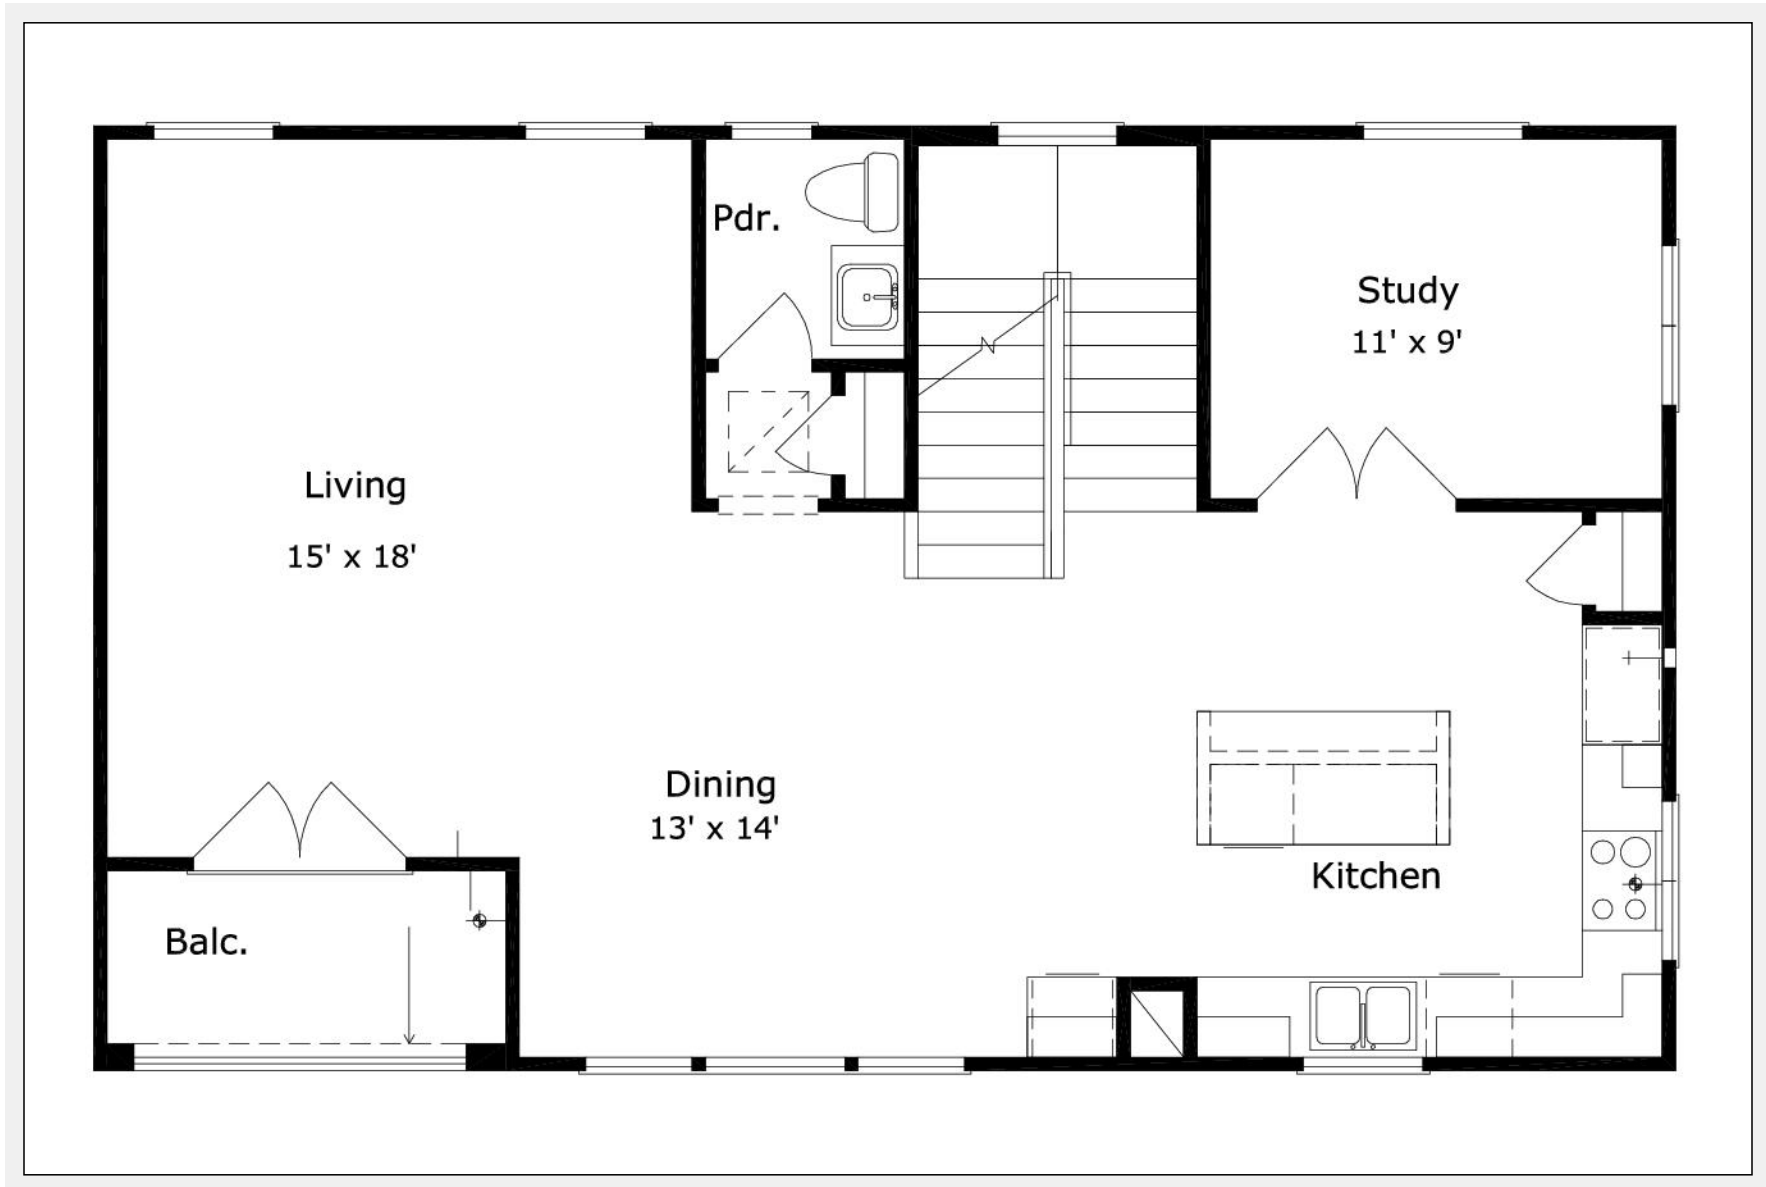 Pdr.
Study
11' x 9'
Living
15' x 18'
Dining
13' x 14'
Kitchen
Balc.